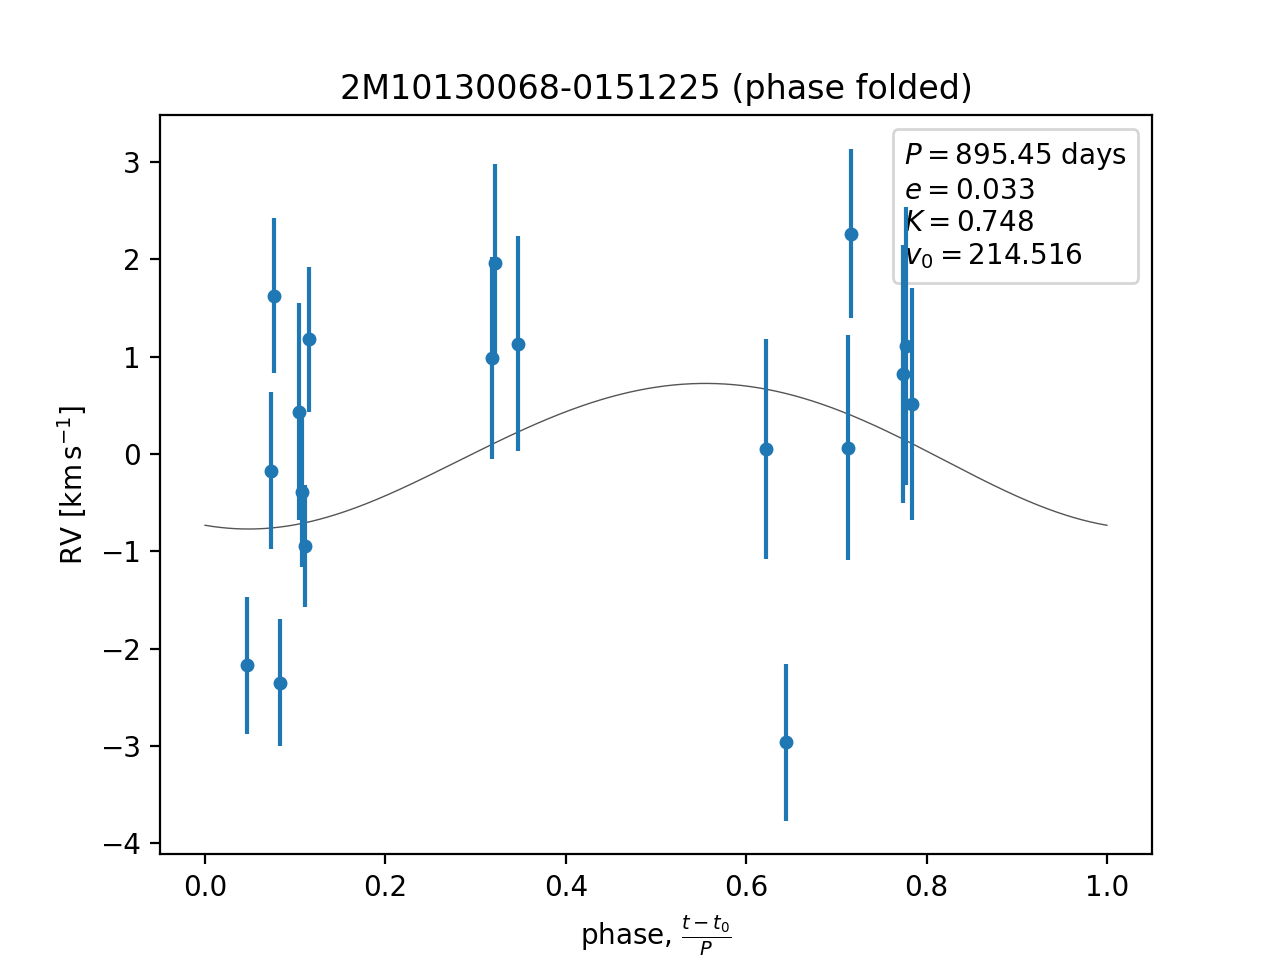 2M10130068-0151225 (phase folded)
P = 895.45 days
e = 0.033
K = 0.748
v₀ = 214.516
RV [km s⁻¹]
3
2
1
0
−1
−2
−3
−4
0.0 0.2 0.4 0.6 0.8 1.0
phase, (t − t₀)/P